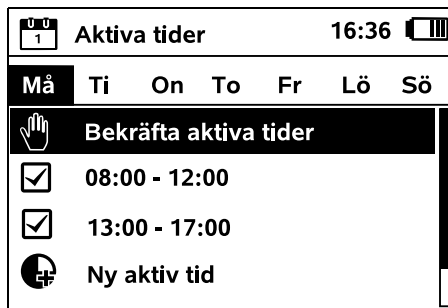 1 Aktiva tider 16:36
Må Ti On To Fr Lö Sö
Bekräfta aktiva tider
08:00 - 12:00
13:00 - 17:00
Ny aktiv tid